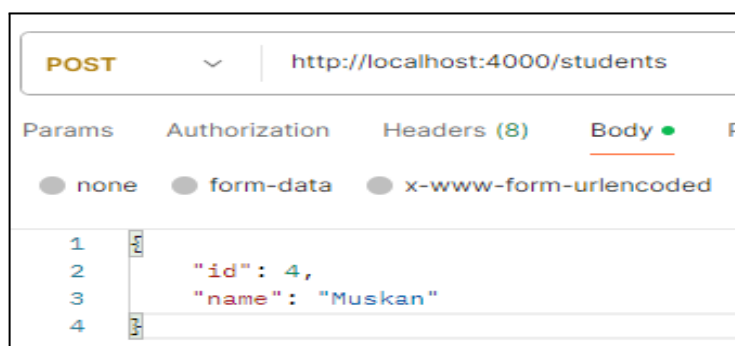 POST http://localhost:4000/students
Params Authorization Headers (8) Body
none form-data x-www-form-urlencoded
1 {
2 "id": 4,
3 "name": "Muskan"
4 }